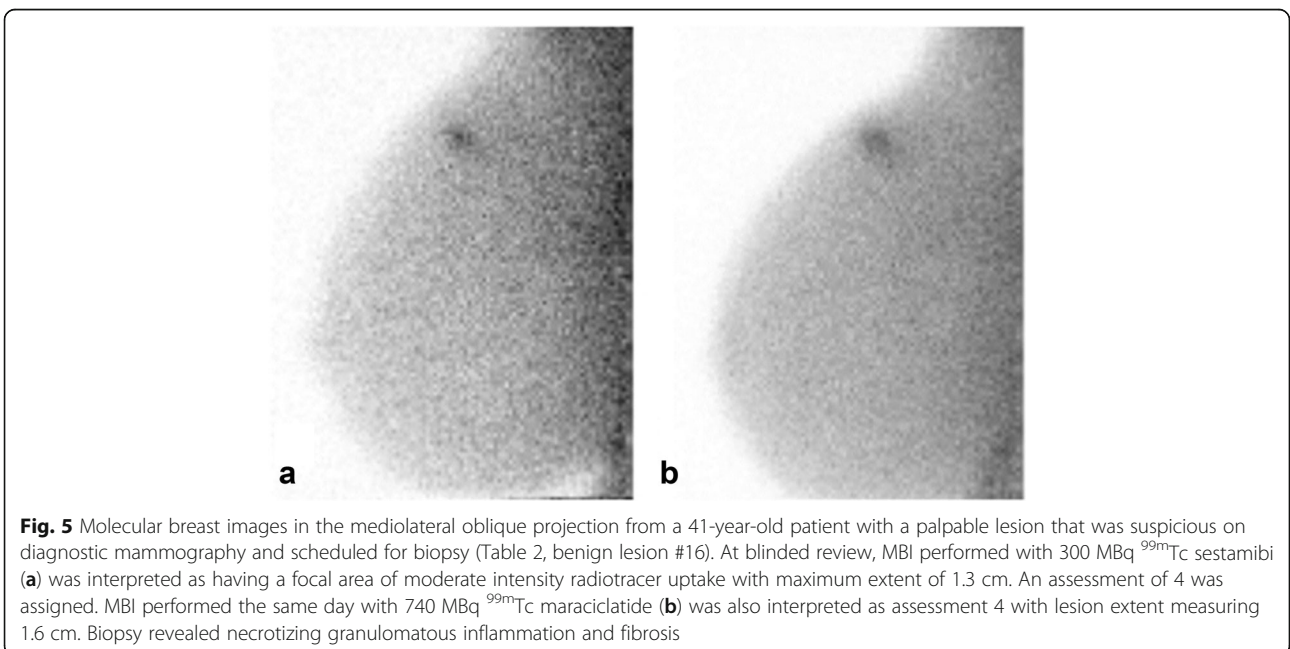 a
b
Fig. 5 Molecular breast images in the mediolateral oblique projection from a 41-year-old patient with a palpable lesion that was suspicious on
diagnostic mammography and scheduled for biopsy (Table 2, benign lesion #16). At blinded review, MBI performed with 300 MBq ⁹⁹ᵐTc sestamibi
(a) was interpreted as having a focal area of moderate intensity radiotracer uptake with maximum extent of 1.3 cm. An assessment of 4 was
assigned. MBI performed the same day with 740 MBq ⁹⁹ᵐTc maraciclatide (b) was also interpreted as assessment 4 with lesion extent measuring
1.6 cm. Biopsy revealed necrotizing granulomatous inflammation and fibrosis